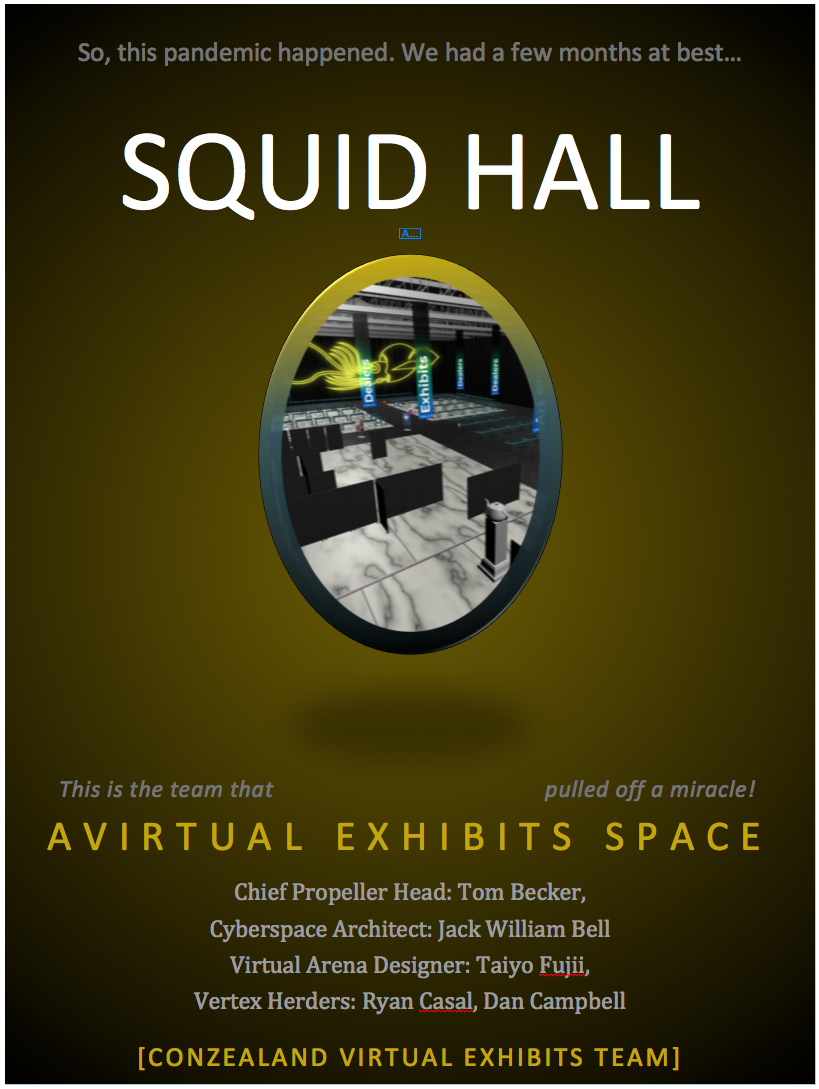 So, this pandemic happened. We had a few months at best...
SQUID HALL
A...
Dealers
Exhibits
Dealers
Dealers
This is the team that pulled off a miracle!
AVIRTUAL EXHIBITS SPACE
Chief Propeller Head: Tom Becker,
Cyberspace Architect: Jack William Bell
Virtual Arena Designer: Taiyo Fujii,
Vertex Herders: Ryan Casal, Dan Campbell
[CONZEALAND VIRTUAL EXHIBITS TEAM]